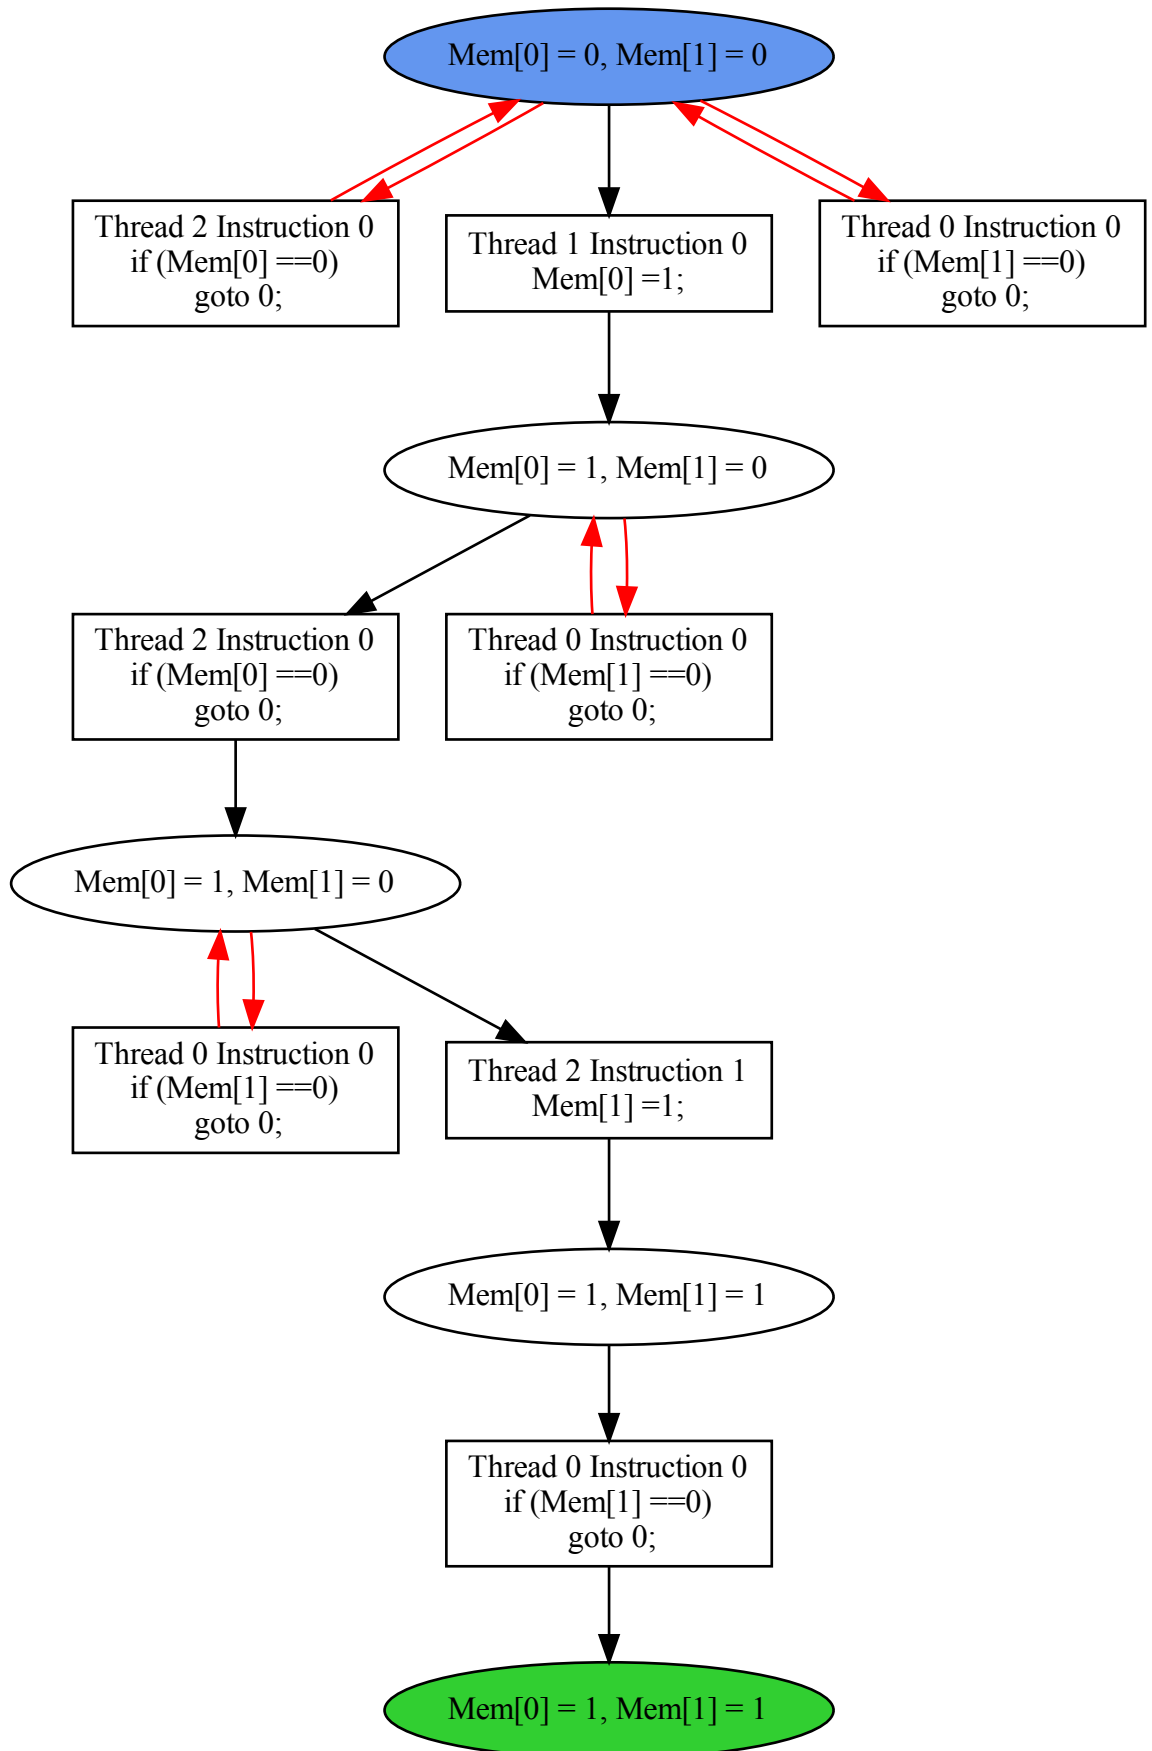 Mem[0] = 0, Mem[1] = 0
Thread 2 Instruction 0
if (Mem[0] ==0)
goto 0;
Thread 1 Instruction 0
Mem[0] =1;
Thread 0 Instruction 0
if (Mem[1] ==0)
goto 0;
Mem[0] = 1, Mem[1] = 0
Thread 2 Instruction 0
if (Mem[0] ==0)
goto 0;
Thread 0 Instruction 0
if (Mem[1] ==0)
goto 0;
Mem[0] = 1, Mem[1] = 0
Thread 0 Instruction 0
if (Mem[1] ==0)
goto 0;
Thread 2 Instruction 1
Mem[1] =1;
Mem[0] = 1, Mem[1] = 1
Thread 0 Instruction 0
if (Mem[1] ==0)
goto 0;
Mem[0] = 1, Mem[1] = 1